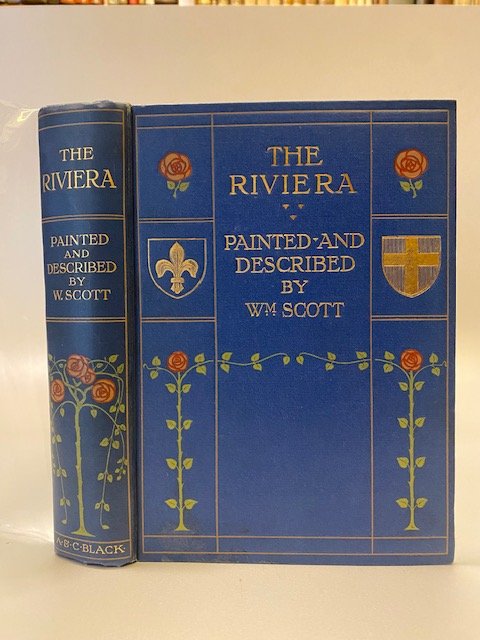 THE
RIVIERA
PAINTED
AND
DESCRIBED
BY
W. SCOTT
A. & C. BLACK.
THE
RIVIERA
PAINTED-AND
DESCRIBED
BY
WM SCOTT